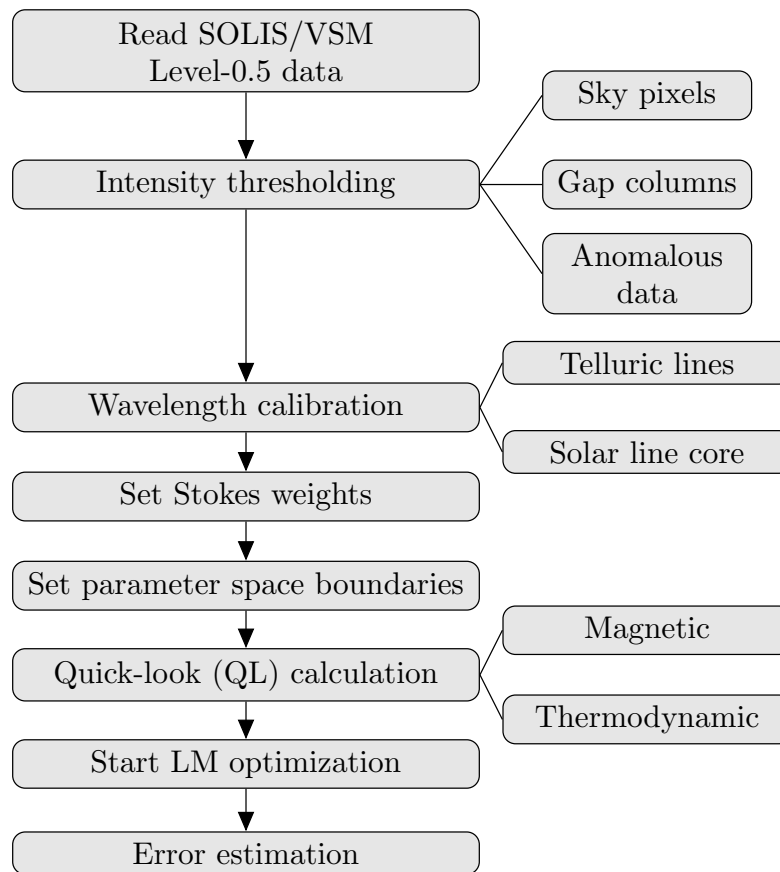 Read SOLIS/VSM
Level-0.5 data
Sky pixels
Intensity thresholding
Gap columns
Anomalous
data
Telluric lines
Wavelength calibration
Solar line core
Set Stokes weights
Set parameter space boundaries
Magnetic
Quick-look (QL) calculation
Thermodynamic
Start LM optimization
Error estimation